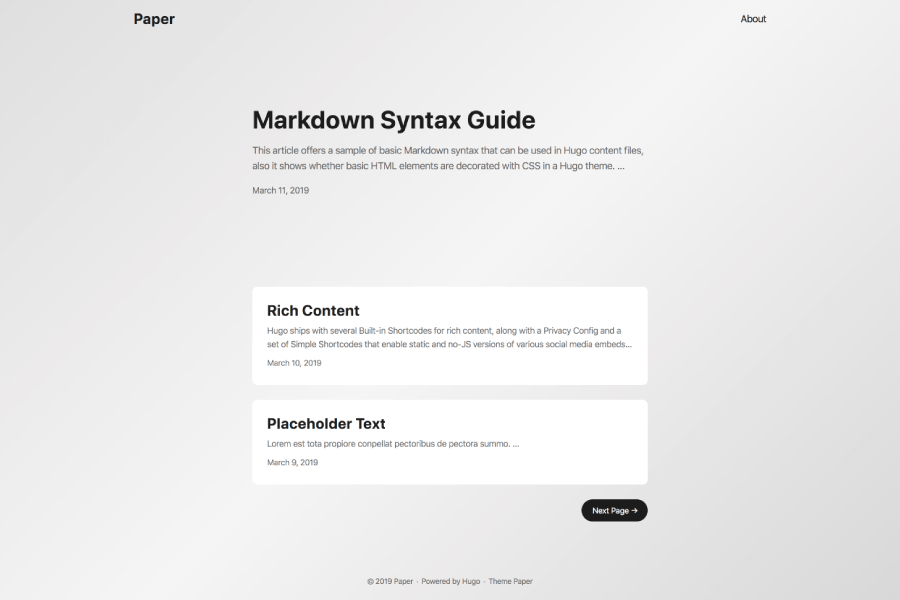 Paper
About
Markdown Syntax Guide
This article offers a sample of basic Markdown syntax that can be used in Hugo content files,
also it shows whether basic HTML elements are decorated with CSS in a Hugo theme. ...
March 11, 2019
Rich Content
Hugo ships with several Built-in Shortcodes for rich content, along with a Privacy Config and a
set of Simple Shortcodes that enable static and no-JS versions of various social media embeds...
March 10, 2019
Placeholder Text
Lorem est tota propiore conpellat pectoribus de pectora summo. ...
March 9, 2019
Next Page →
© 2019 Paper · Powered by Hugo · Theme Paper